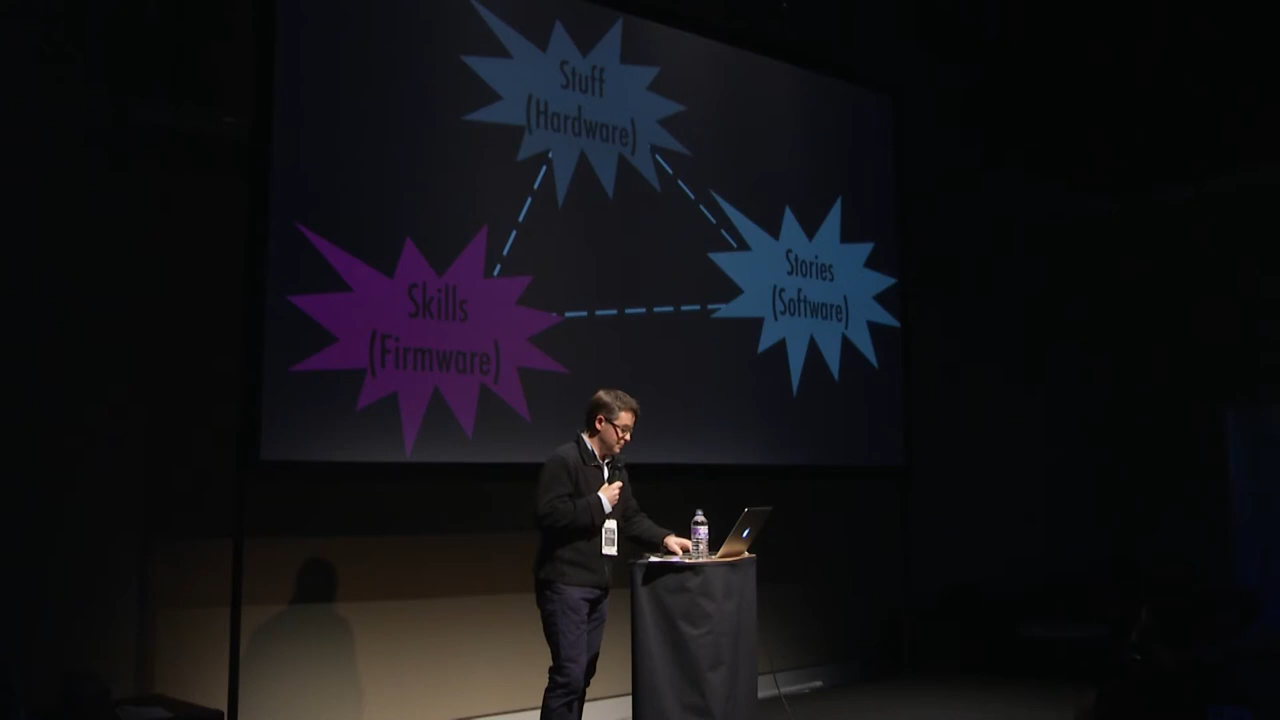 Stuff
(Hardware)
Stories
(Software)
Skills
(Firmware)